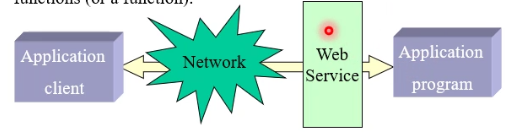 functions (or a function).
Application
client
Network
Web
Service
Application
program